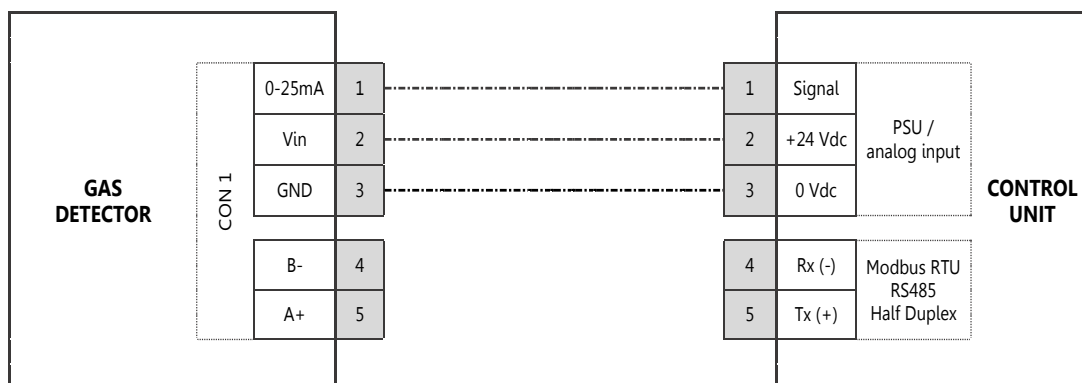 GAS
DETECTOR
CON 1
0-25mA 1
Vin 2
GND 3
B- 4
A+ 5
1 Signal
2 +24 Vdc
3 0 Vdc
PSU /
analog input
4 Rx (-)
5 Tx (+)
Modbus RTU
RS485
Half Duplex
CONTROL
UNIT